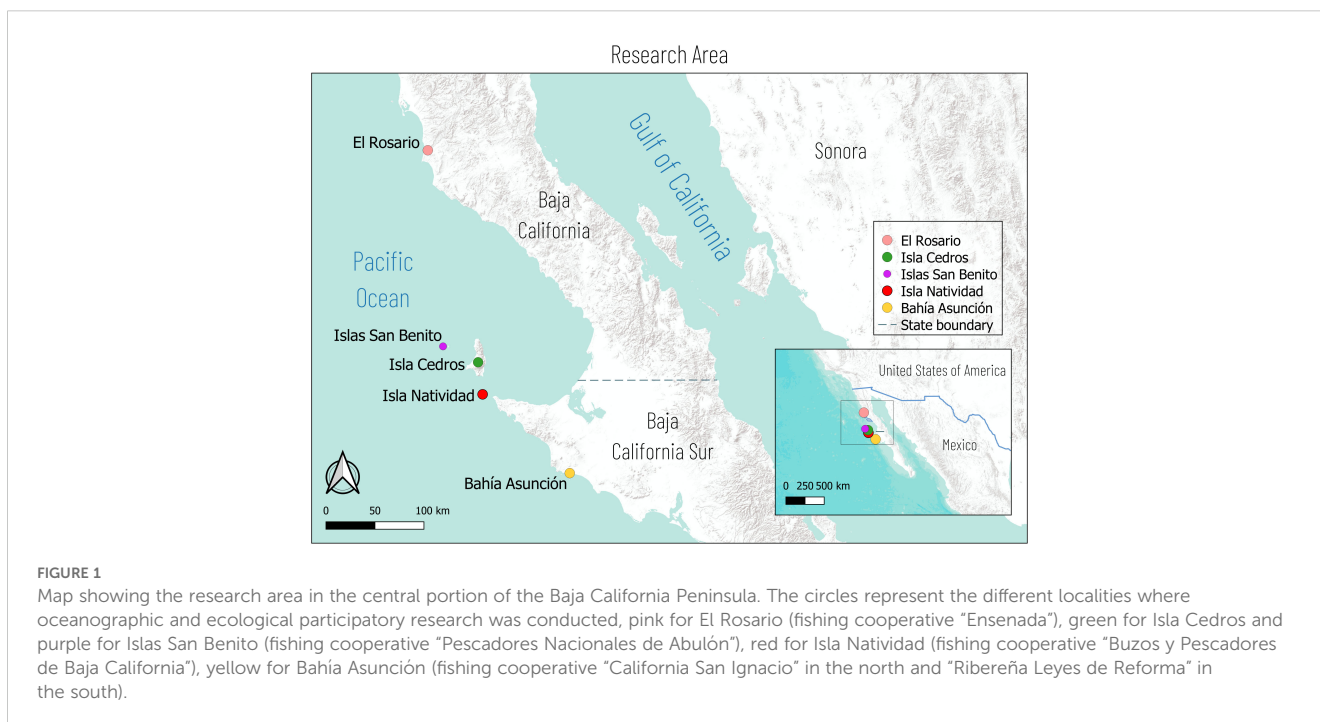 Research Area
El Rosario
Gulf of California
Sonora
Baja
California
El Rosario
Isla Cedros
Islas San Benito
Isla Natividad
Bahía Asunción
State boundary
Pacific
Ocean
Islas San Benito
Isla Cedros
Isla Natividad
Baja
California Sur
Bahía Asunción
0 50 100 km
United States of America
Mexico
0 250 500 km
FIGURE 1
Map showing the research area in the central portion of the Baja California Peninsula. The circles represent the different localities where
oceanographic and ecological participatory research was conducted, pink for El Rosario (fishing cooperative “Ensenada”), green for Isla Cedros and
purple for Islas San Benito (fishing cooperative “Pescadores Nacionales de Abulón”), red for Isla Natividad (fishing cooperative “Buzos y Pescadores
de Baja California”), yellow for Bahía Asunción (fishing cooperative “California San Ignacio” in the north and “Ribereña Leyes de Reforma” in
the south).